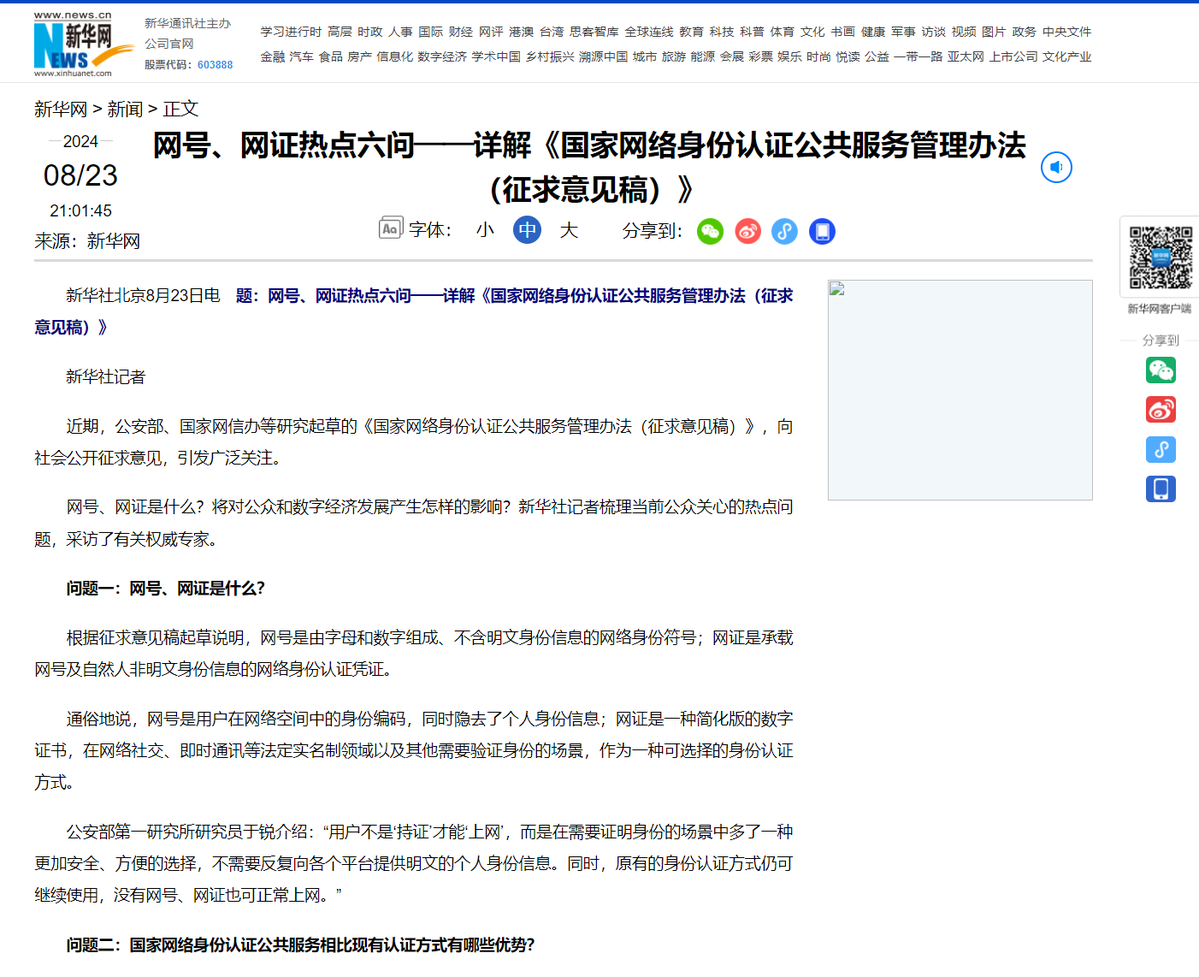 www.news.cn
新华网
NEWS
www.xinhuanet.com
新华通讯社主办
公司官网
股票代码：603888
学习进行时 高层 时政 人事 国际 财经 网评 港澳 台湾 思客智库 全球连线 教育 科技 科普 体育 文化 书画 健康 军事 访谈 视频 图片 政务 中央文件
金融 汽车 食品 房产 信息化 数字经济 学术中国 乡村振兴 溯源中国 城市 旅游 能源 会展 彩票 娱乐 时尚 悦读 公益 一带一路 亚太网 上市公司 文化产业
新华网 > 新闻 > 正文
2024
08/23
21:01:45
来源：新华网
网号、网证热点六问——详解《国家网络身份认证公共服务管理办法
（征求意见稿）》
Aa 字体： 小 中 大 分享到：
新华社北京8月23日电 题：网号、网证热点六问——详解《国家网络身份认证公共服务管理办法（征求
意见稿）》
新华社记者
近期，公安部、国家网信办等研究起草的《国家网络身份认证公共服务管理办法（征求意见稿）》，向
社会公开征求意见，引发广泛关注。
网号、网证是什么？将对公众和数字经济发展产生怎样的影响？新华社记者梳理当前公众关心的热点问
题，采访了有关权威专家。
问题一：网号、网证是什么？
根据征求意见稿起草说明，网号是由字母和数字组成、不含明文身份信息的网络身份符号；网证是承载
网号及自然人非明文身份信息的网络身份认证凭证。
通俗地说，网号是用户在网络空间中的身份编码，同时隐去了个人身份信息；网证是一种简化版的数字
证书，在网络社交、即时通讯等法定实名制领域以及其他需要验证身份的场景，作为一种可选择的身份认证
方式。
公安部第一研究所研究员于锐介绍：“用户不是‘持证’才能‘上网’，而是在需要证明身份的场景中多了一种
更加安全、方便的选择，不需要反复向各个平台提供明文的个人身份信息。同时，原有的身份认证方式仍可
继续使用，没有网号、网证也可正常上网。”
问题二：国家网络身份认证公共服务相比现有认证方式有哪些优势？
新华网客户端
分享到